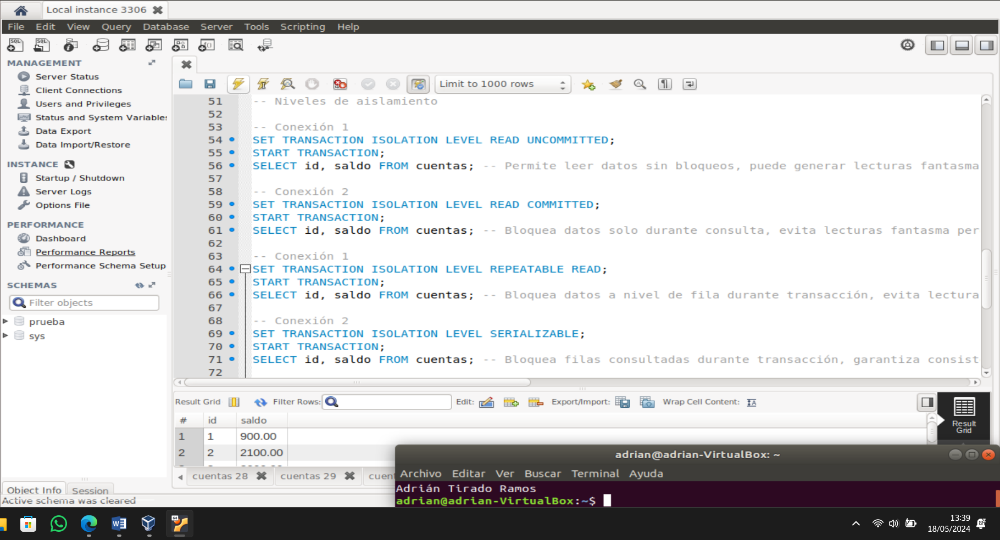 Local instance 3306
File Edit View Query Database Server Tools Scripting Help
MANAGEMENT
Server Status
Client Connections
Users and Privileges
Status and System Variables
Data Export
Data Import/Restore
INSTANCE
Startup / Shutdown
Server Logs
Options File
PERFORMANCE
Dashboard
Performance Reports
Performance Schema Setup
SCHEMAS
Filter objects
prueba
sys
Object Info Session
Active schema was cleared
Limit to 1000 rows
51 -- Niveles de aislamiento
52
53 -- Conexión 1
54 SET TRANSACTION ISOLATION LEVEL READ UNCOMMITTED;
55 START TRANSACTION;
56 SELECT id, saldo FROM cuentas; -- Permite leer datos sin bloqueos, puede generar lecturas fantasma
57
58 -- Conexión 2
59 SET TRANSACTION ISOLATION LEVEL READ COMMITTED;
60 START TRANSACTION;
61 SELECT id, saldo FROM cuentas; -- Bloquea datos solo durante consulta, evita lecturas fantasma per
62
63 -- Conexión 1
64 SET TRANSACTION ISOLATION LEVEL REPEATABLE READ;
65 START TRANSACTION;
66 SELECT id, saldo FROM cuentas; -- Bloquea datos a nivel de fila durante transacción, evita lectura
67
68 -- Conexión 2
69 SET TRANSACTION ISOLATION LEVEL SERIALIZABLE;
70 START TRANSACTION;
71 SELECT id, saldo FROM cuentas; -- Bloquea filas consultadas durante transacción, garantiza consist
72
Result Grid Filter Rows: Edit: Export/Import: Wrap Cell Content:
# id saldo
1 1 900.00
2 2 2100.00
Result
Grid
cuentas 28 cuentas 29 cuent
adrian@adrian-VirtualBox: ~
Archivo Editar Ver Buscar Terminal Ayuda
Adrián Tirado Ramos
adrian@adrian-VirtualBox:~$
13:39
18/05/2024